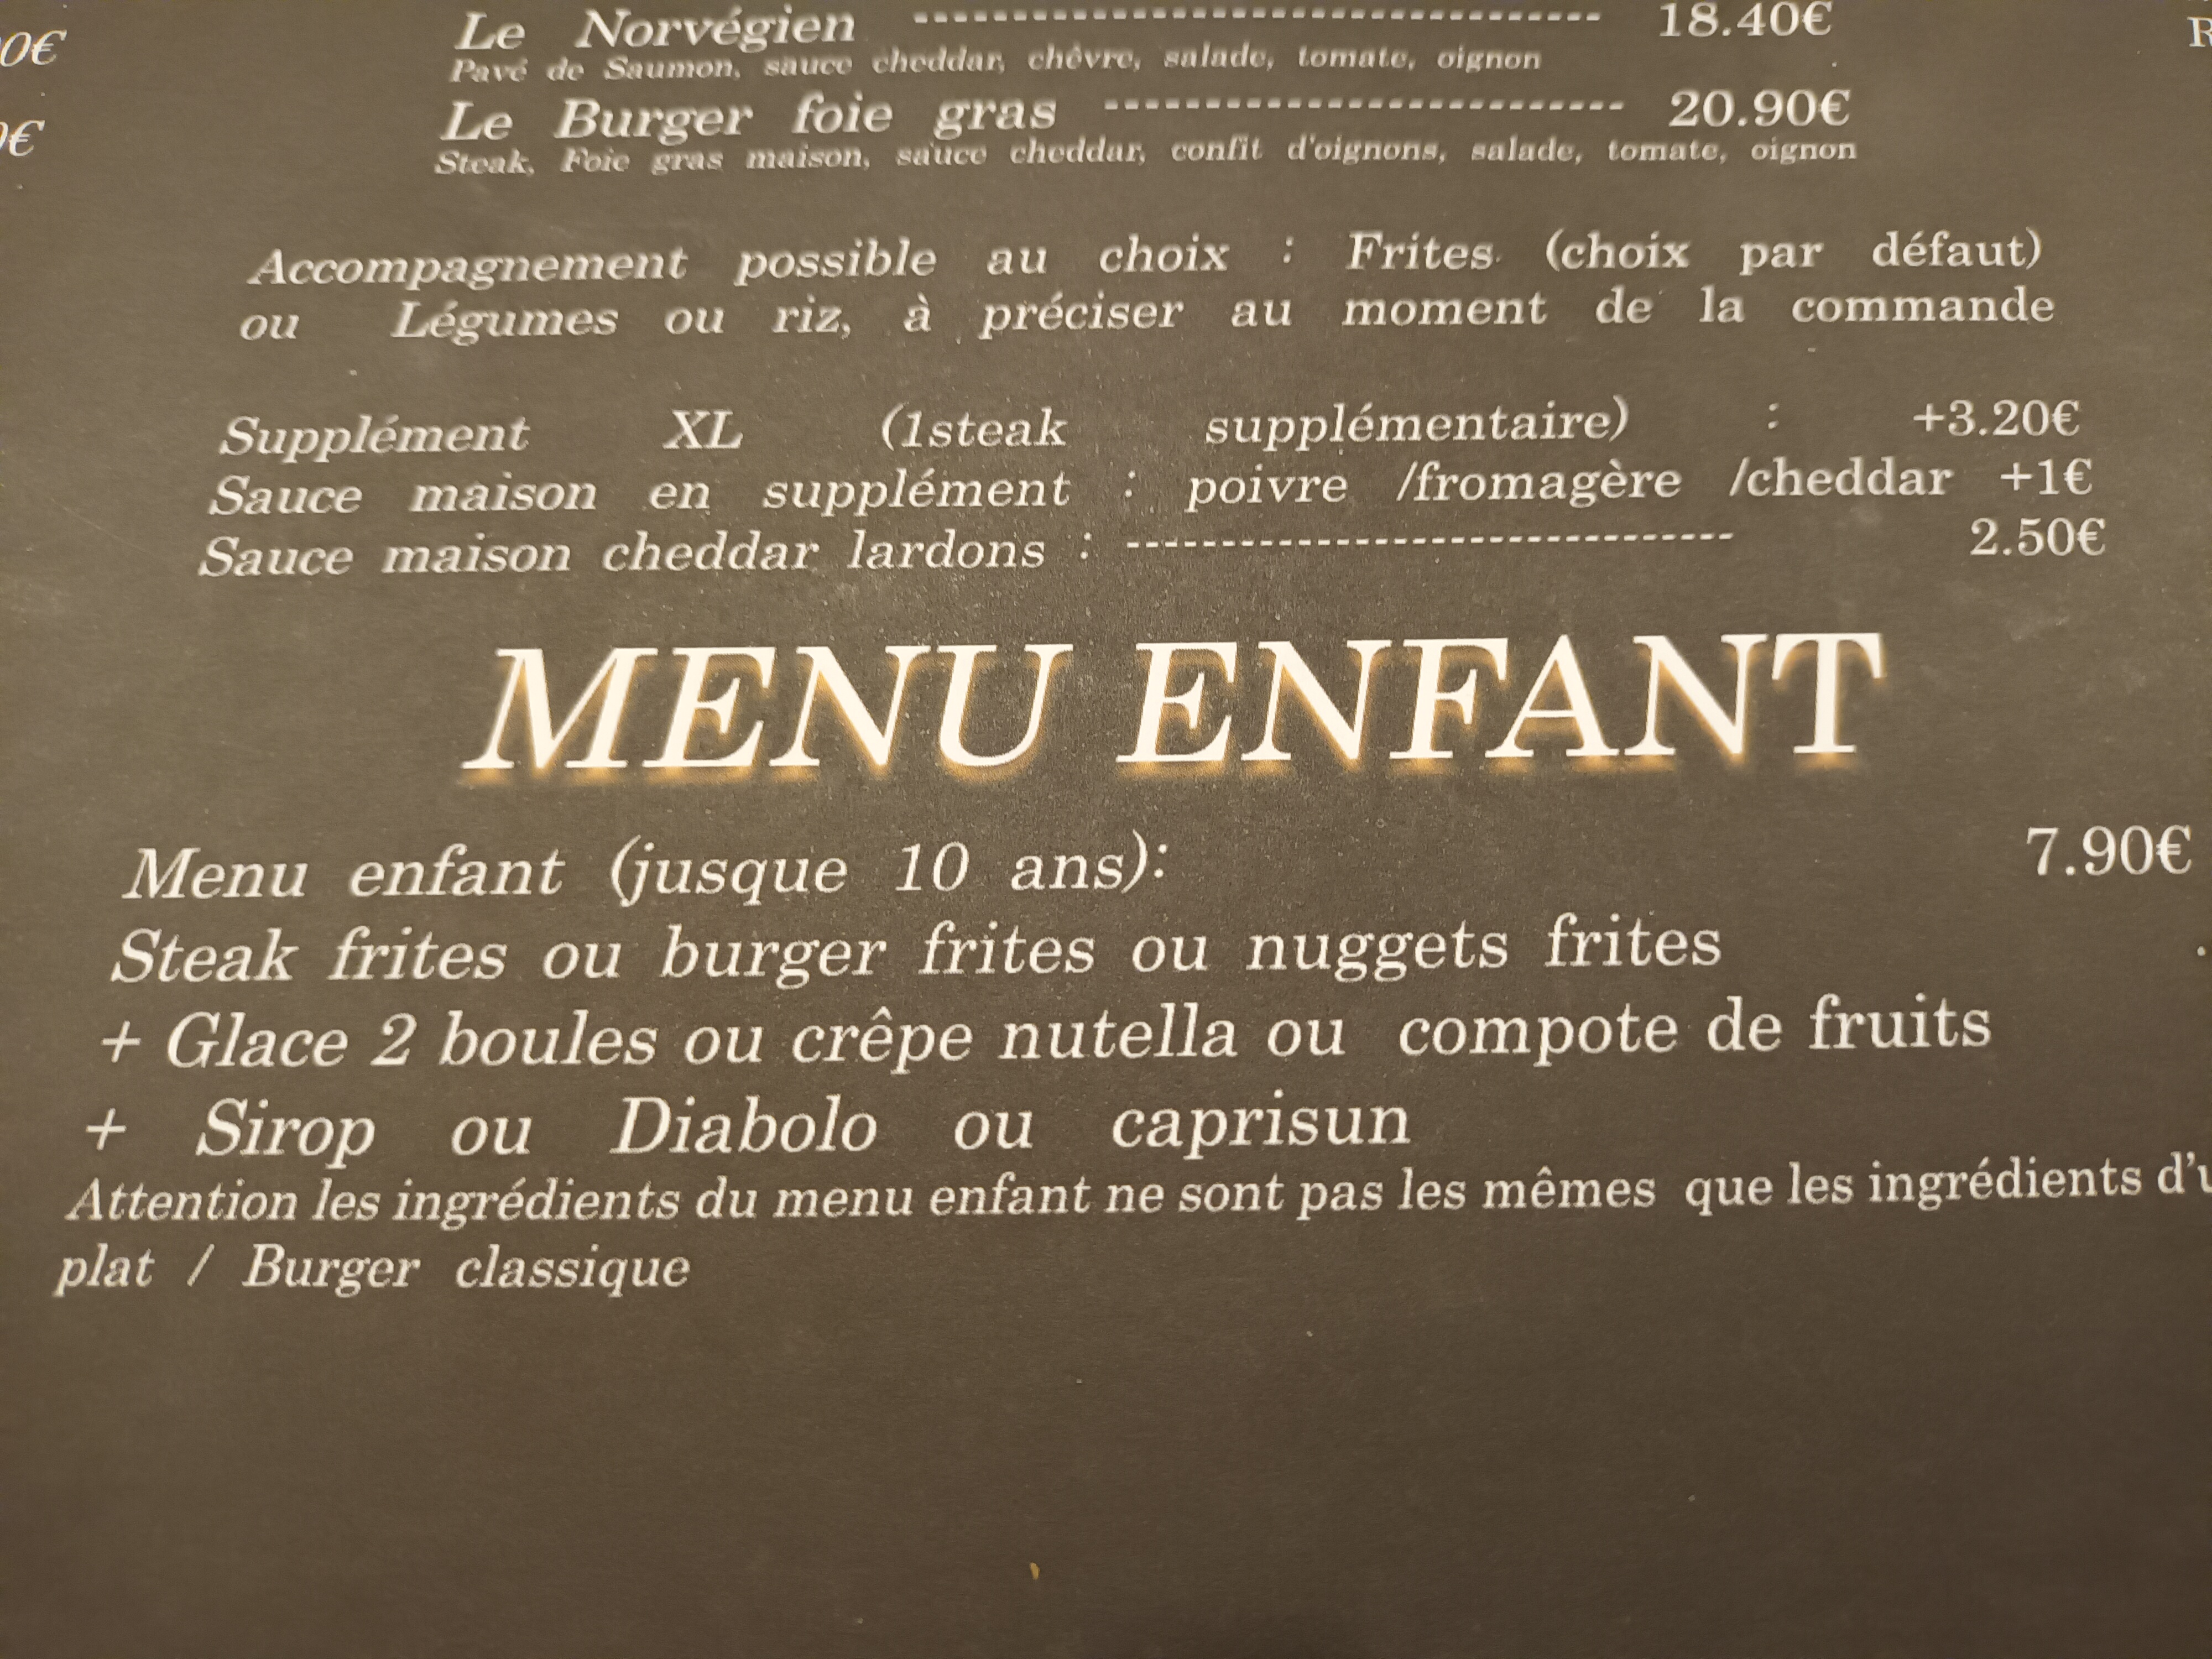 Le Norvégien --------------------------------- 18.40€
Pavé de Saumon, sauce cheddar, chèvre, salade, tomate, oignon
Le Burger foie gras ------------------------- 20.90€
Steak, Foie gras maison, sauce cheddar, confit d'oignons, salade, tomate, oignon
Accompagnement possible au choix : Frites (choix par défaut)
ou Légumes ou riz, à préciser au moment de la commande
Supplément XL (1steak supplémentaire) : +3.20€
Sauce maison en supplément : poivre /fromagère /cheddar +1€
Sauce maison cheddar lardons : -------------------------------- 2.50€
MENU ENFANT
Menu enfant (jusque 10 ans): 7.90€
Steak frites ou burger frites ou nuggets frites
+ Glace 2 boules ou crêpe nutella ou compote de fruits
+ Sirop ou Diabolo ou caprisun
Attention les ingrédients du menu enfant ne sont pas les mêmes que les ingrédients
plat / Burger classique